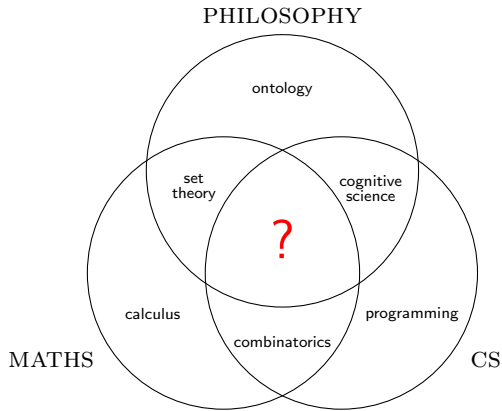 PHILOSOPHY
ontology
set
theory
cognitive
science
?
calculus
programming
combinatorics
MATHS
CS